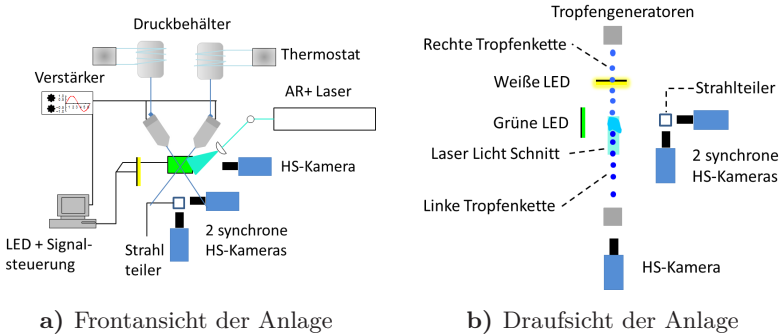 a)
Druckbehälter
Thermostat
Verstärker
AR+ Laser
HS-Kamera
LED + Signal-
steuerung
Strahl
teiler
2 synchrone
HS-Kameras
b)
Tropfengeneratoren
Rechte Tropfenkette
Weiße LED
Strahlteiler
Grüne LED
Laser Licht Schnitt
2 synchrone
HS-Kameras
Linke Tropfenkette
HS-Kamera
a) Frontansicht der Anlage
b) Draufsicht der Anlage